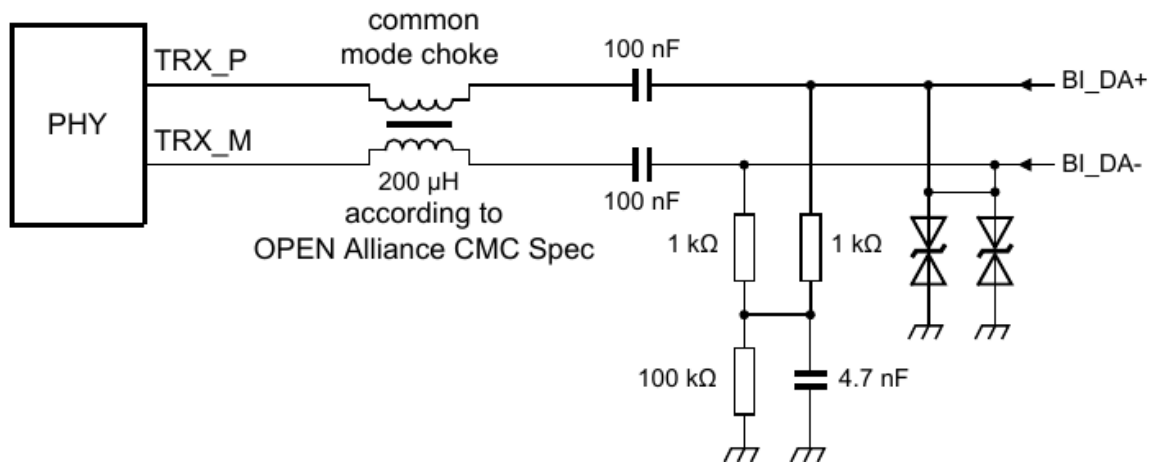 common
mode choke
100 nF
TRX_P
BI_DA+
PHY
TRX_M
BI_DA-
200 µH
100 nF
according to
OPEN Alliance CMC Spec
1 kΩ
1 kΩ
100 kΩ
4.7 nF